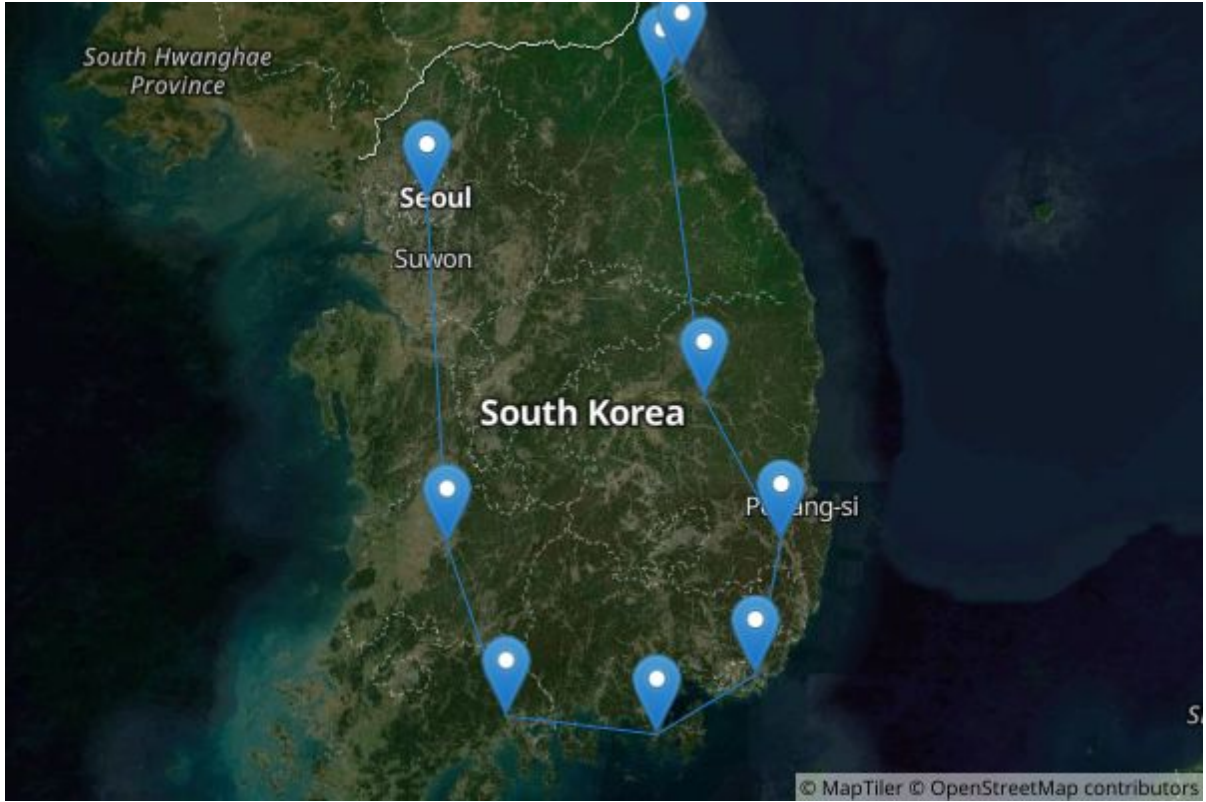 South Hwanghae
Province
Seoul
Suwon
South Korea
© MapTiler © OpenStreetMap contributors